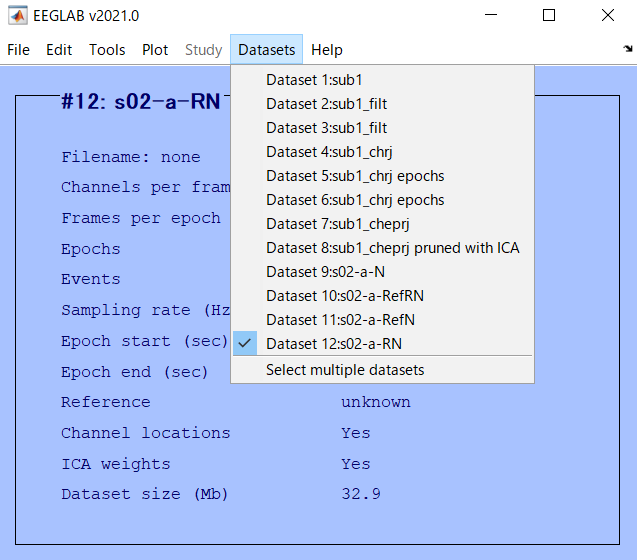 EEGLAB v2021.0
File Edit Tools Plot Study Datasets Help
#12: s02-a-RN
Filename: none
Channels per fram
Frames per epoch
Epochs
Events
Sampling rate (Hz
Epoch start (sec)
Epoch end (sec)
Reference unknown
Channel locations Yes
ICA weights Yes
Dataset size (Mb) 32.9
Dataset 1:sub1
Dataset 2:sub1_filt
Dataset 3:sub1_filt
Dataset 4:sub1_chrj
Dataset 5:sub1_chrj epochs
Dataset 6:sub1_chrj epochs
Dataset 7:sub1_cheprj
Dataset 8:sub1_cheprj pruned with ICA
Dataset 9:s02-a-N
Dataset 10:s02-a-RefRN
Dataset 11:s02-a-RefN
Dataset 12:s02-a-RN
Select multiple datasets